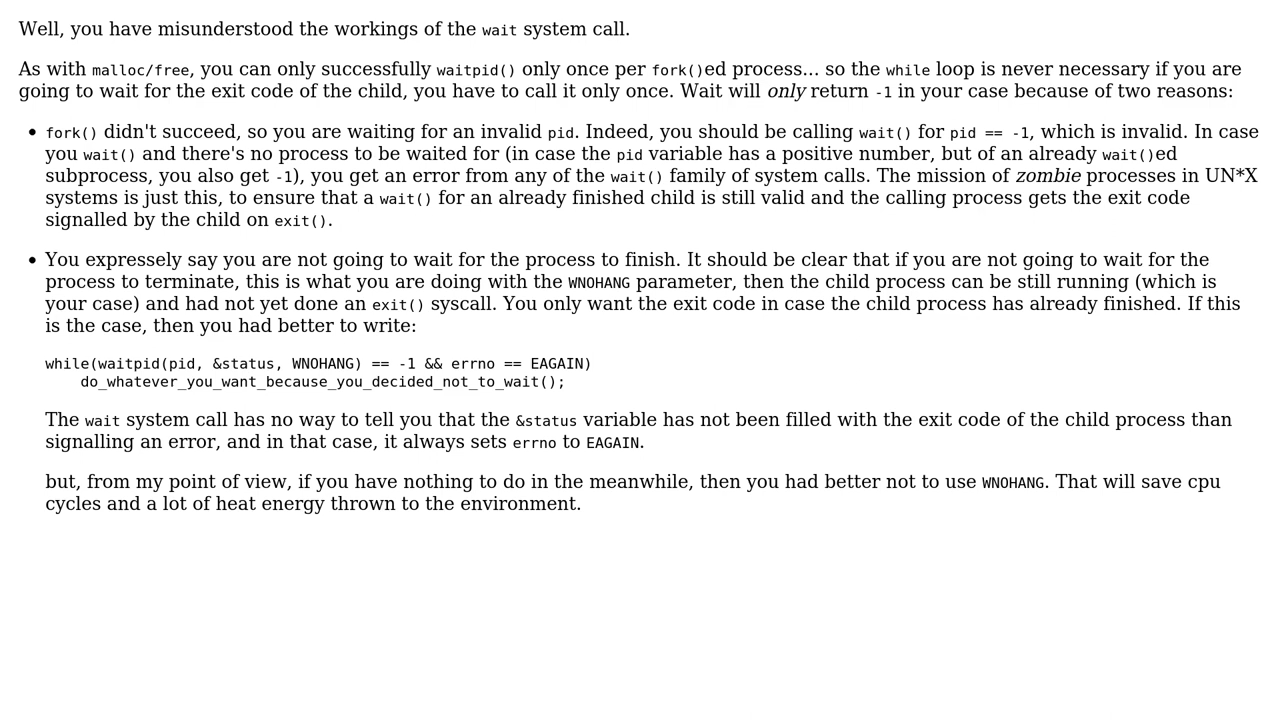 Well, you have misunderstood the workings of the wait system call.
As with malloc/free, you can only successfully waitpid() only once per fork()ed process... so the while loop is never necessary if you are
going to wait for the exit code of the child, you have to call it only once. Wait will only return -1 in your case because of two reasons:
• fork() didn't succeed, so you are waiting for an invalid pid. Indeed, you should be calling wait() for pid == -1, which is invalid. In case
you wait() and there's no process to be waited for (in case the pid variable has a positive number, but of an already wait()ed
subprocess, you also get -1), you get an error from any of the wait() family of system calls. The mission of zombie processes in UN*X
systems is just this, to ensure that a wait() for an already finished child is still valid and the calling process gets the exit code
signalled by the child on exit().
• You expressely say you are not going to wait for the process to finish. It should be clear that if you are not going to wait for the
process to terminate, this is what you are doing with the WNOHANG parameter, then the child process can be still running (which is
your case) and had not yet done an exit() syscall. You only want the exit code in case the child process has already finished. If this
is the case, then you had better to write:
while(waitpid(pid, &status, WNOHANG) == -1 && errno == EAGAIN)
    do_whatever_you_want_because_you_decided_not_to_wait();
The wait system call has no way to tell you that the &status variable has not been filled with the exit code of the child process than
signalling an error, and in that case, it always sets errno to EAGAIN.
but, from my point of view, if you have nothing to do in the meanwhile, then you had better not to use WNOHANG. That will save cpu
cycles and a lot of heat energy thrown to the environment.